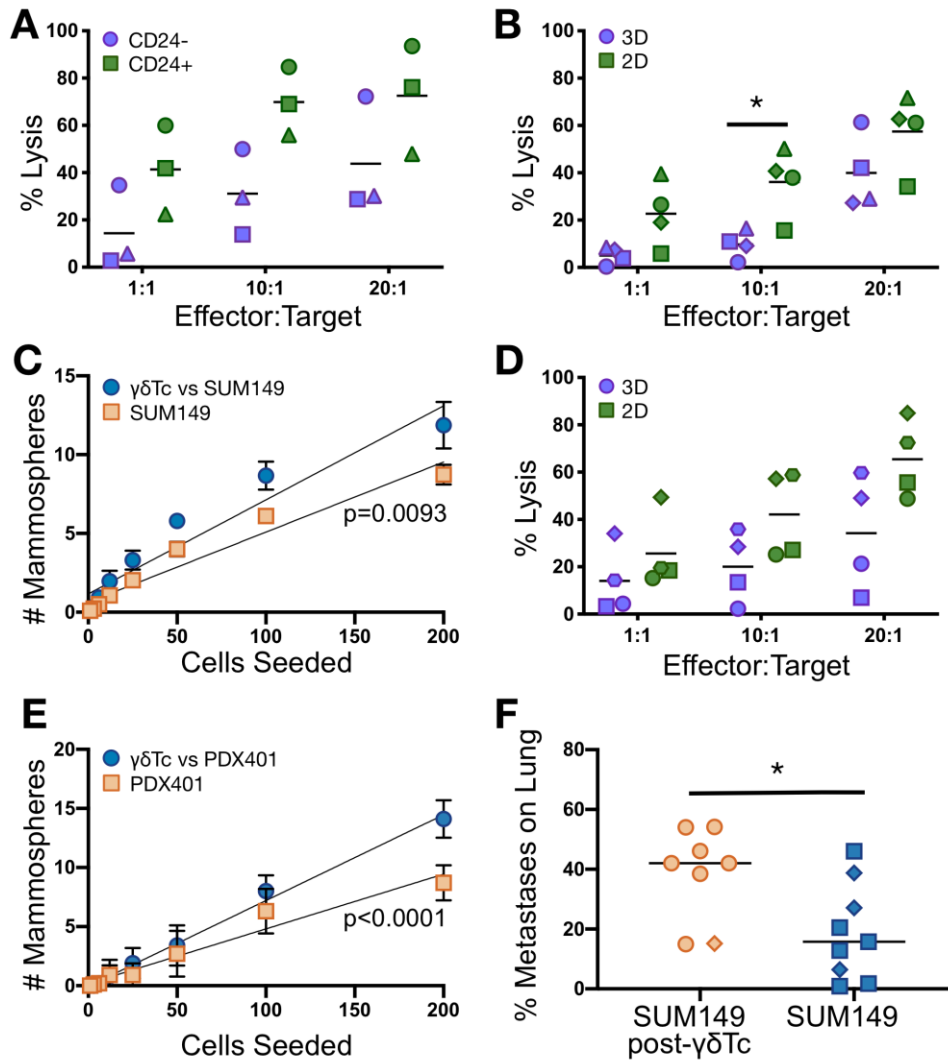 A
100
80
60
40
20
0
% Lysis
CD24-
CD24+
1:1
10:1
20:1
Effector:Target
B
100
80
60
40
20
0
% Lysis
3D
2D
*
1:1
10:1
20:1
Effector:Target
C
15
10
5
0
# Mammospheres
γδTc vs SUM149
SUM149
p=0.0093
0
50
100
150
200
Cells Seeded
D
100
80
60
40
20
0
% Lysis
3D
2D
1:1
10:1
20:1
Effector:Target
E
20
15
10
5
0
# Mammospheres
γδTc vs PDX401
PDX401
p<0.0001
0
50
100
150
200
Cells Seeded
F
80
60
40
20
0
% Metastases on Lung
*
SUM149
post-γδTc
SUM149